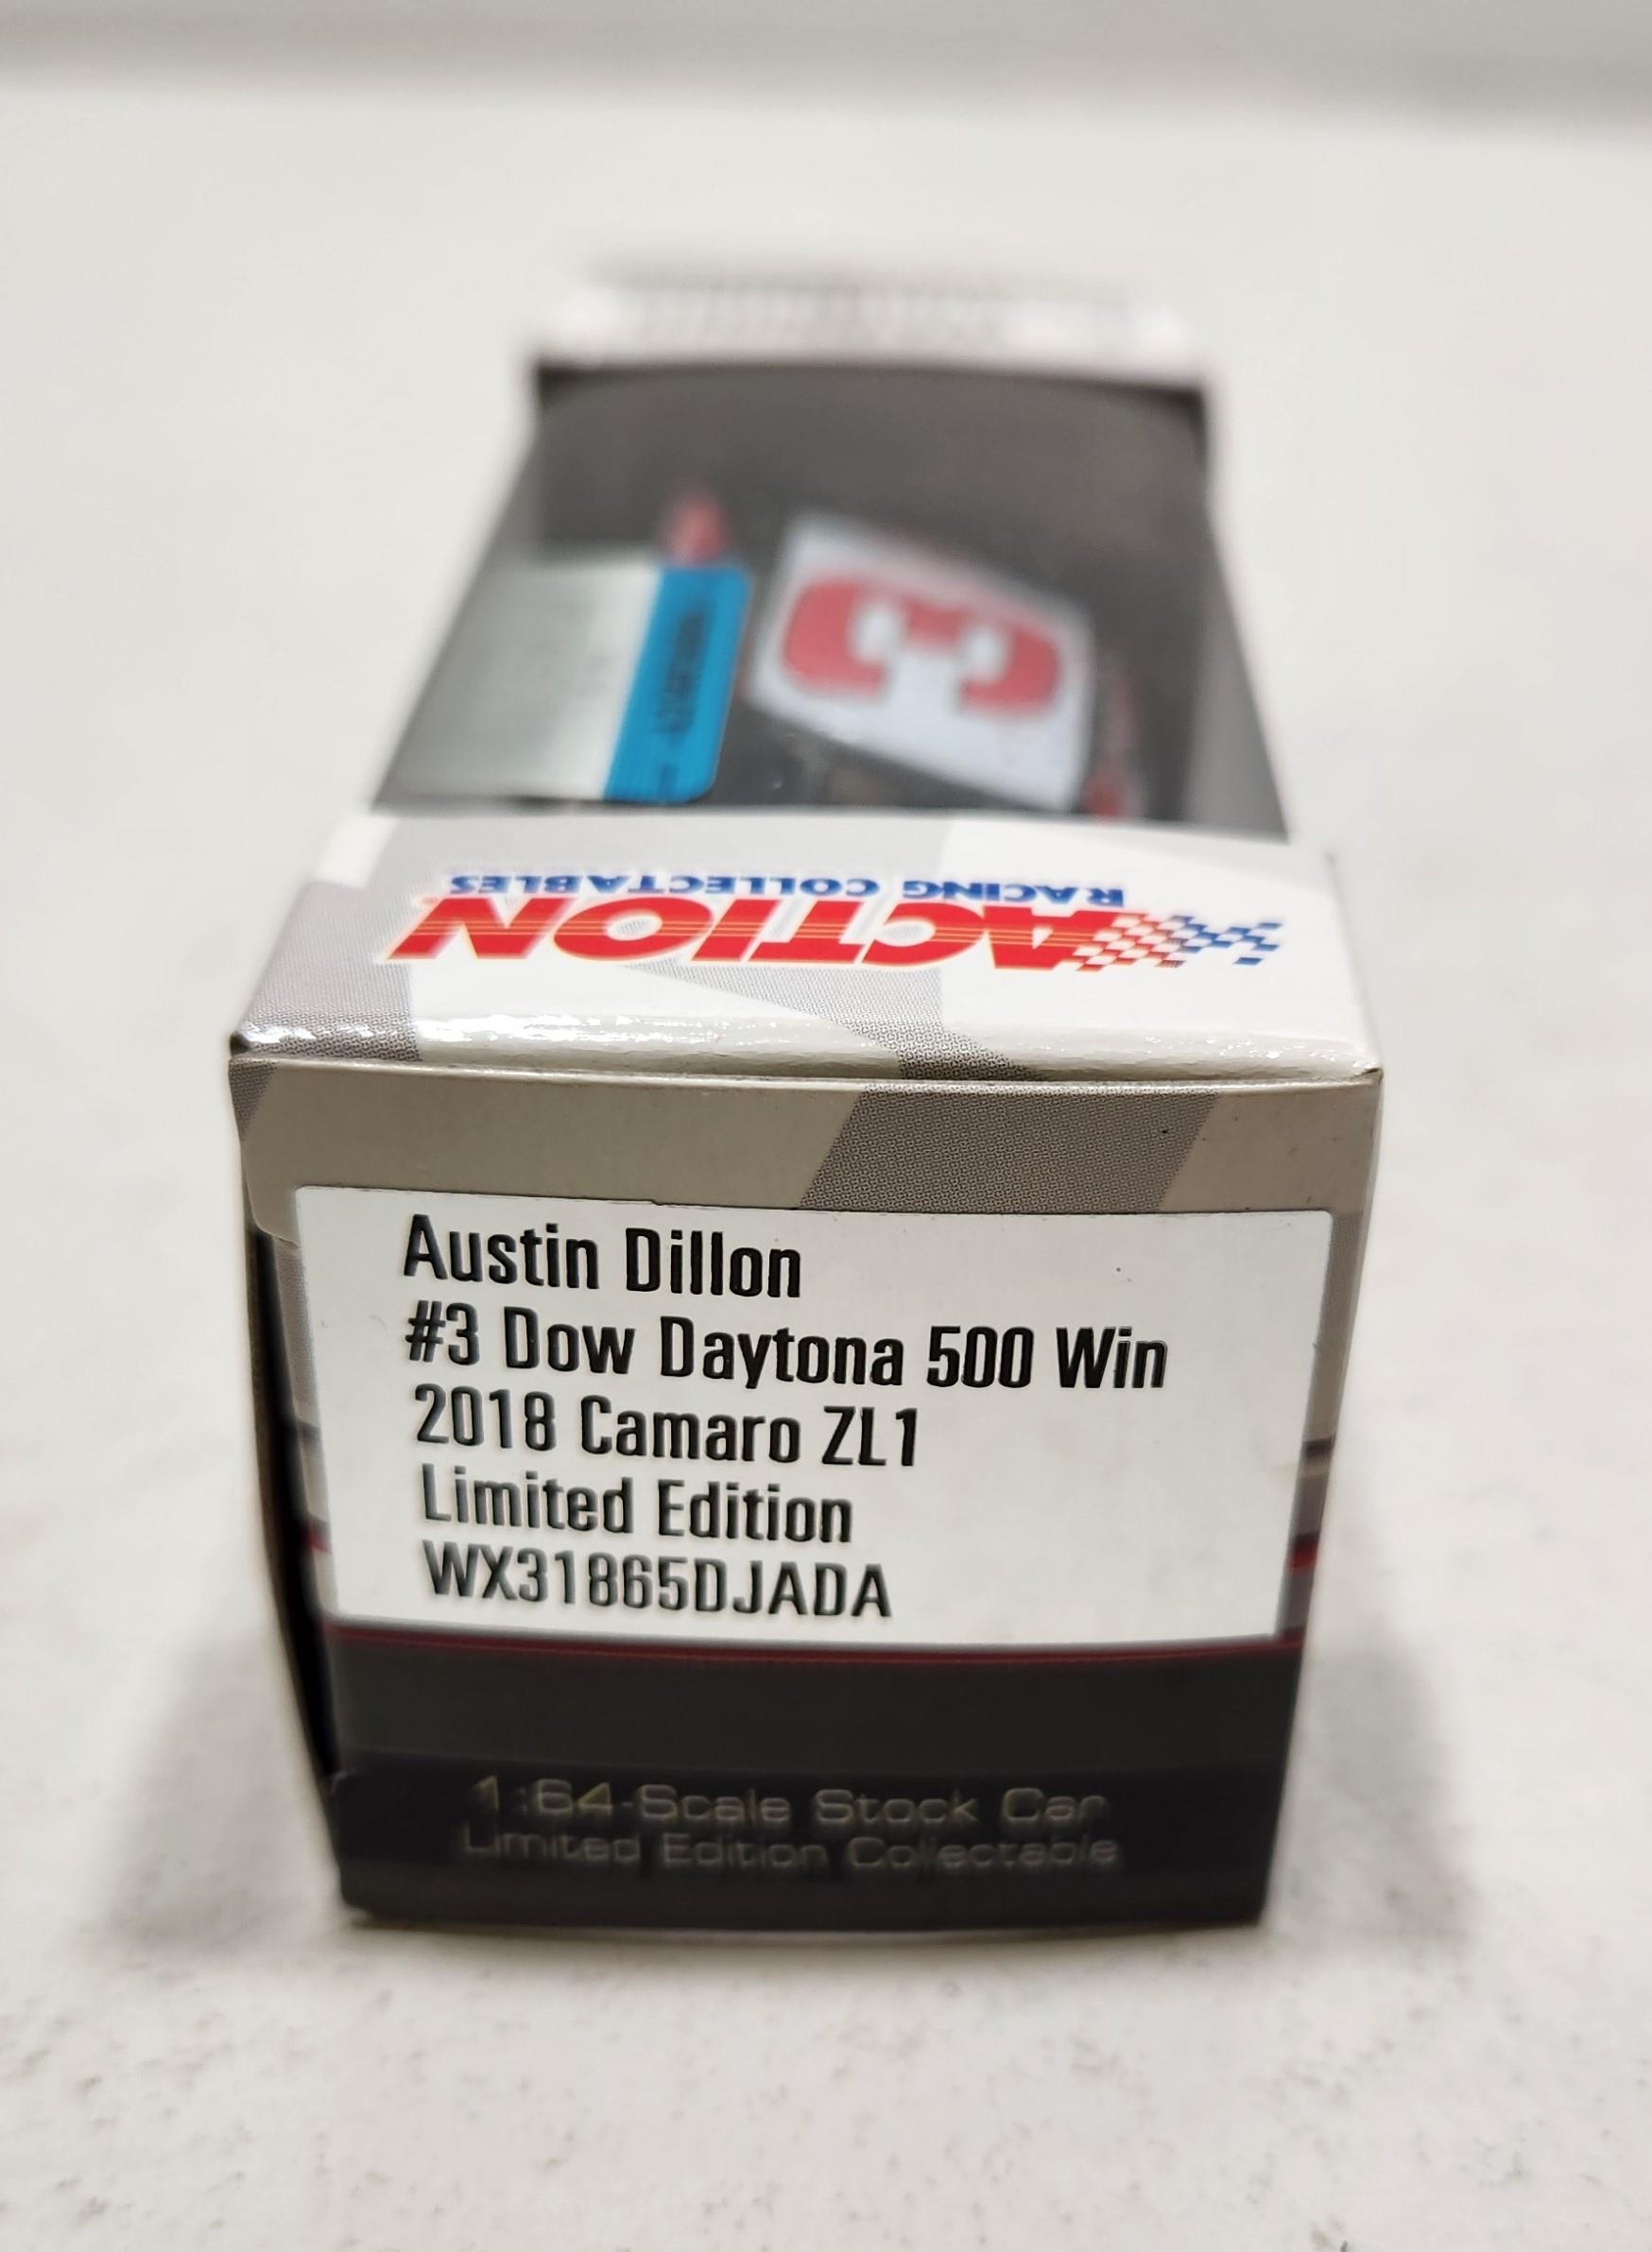 3
RACING COLLECTABLES
ACTION
Austin Dillon
#3 Dow Daytona 500 Win
2018 Camaro ZL1
Limited Edition
WX31865DJADA
1:64-Scale Stock Car
Limited Edition Collectable